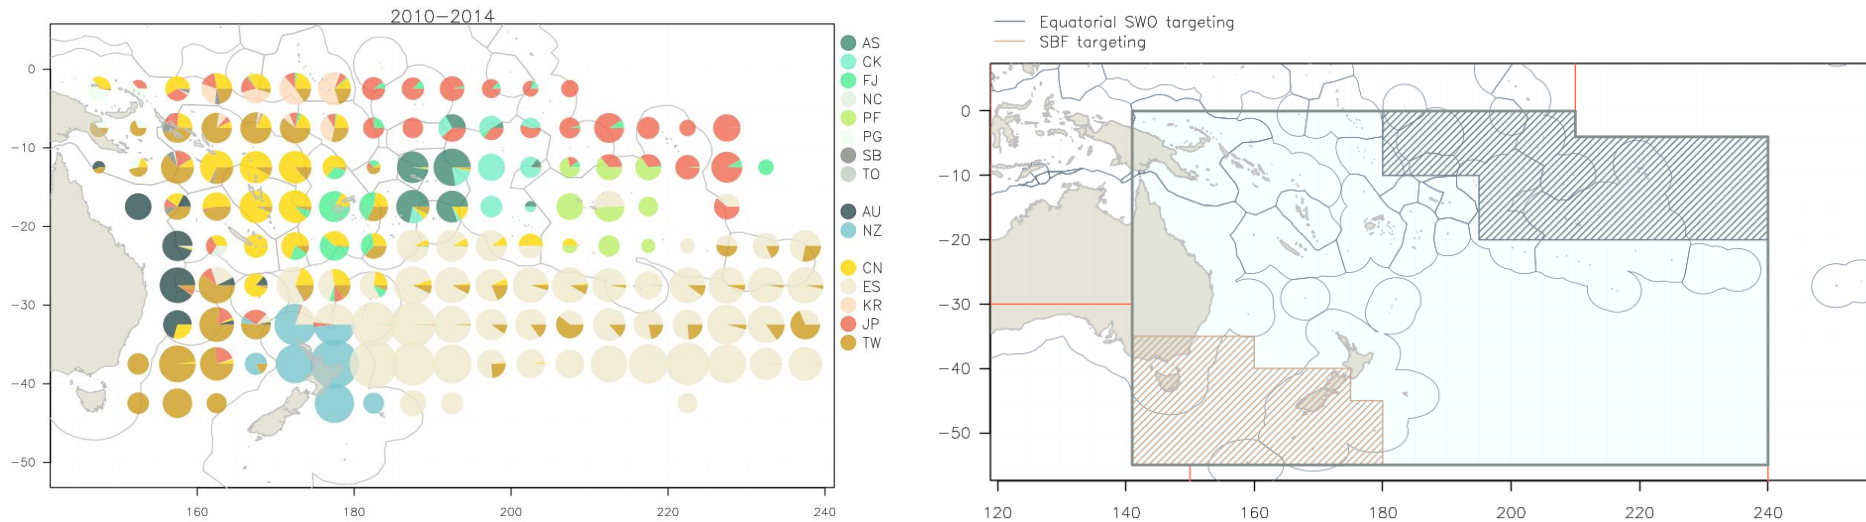 2010−2014
0
−10
−20
−30
−40
−50
160
180
200
220
240
AS
CK
FJ
NC
PF
PG
SB
TO
AU
NZ
CN
ES
KR
JP
TW
Equatorial SWO targeting
SBF targeting
0
−10
−20
−30
−40
−50
120
140
160
180
200
220
240